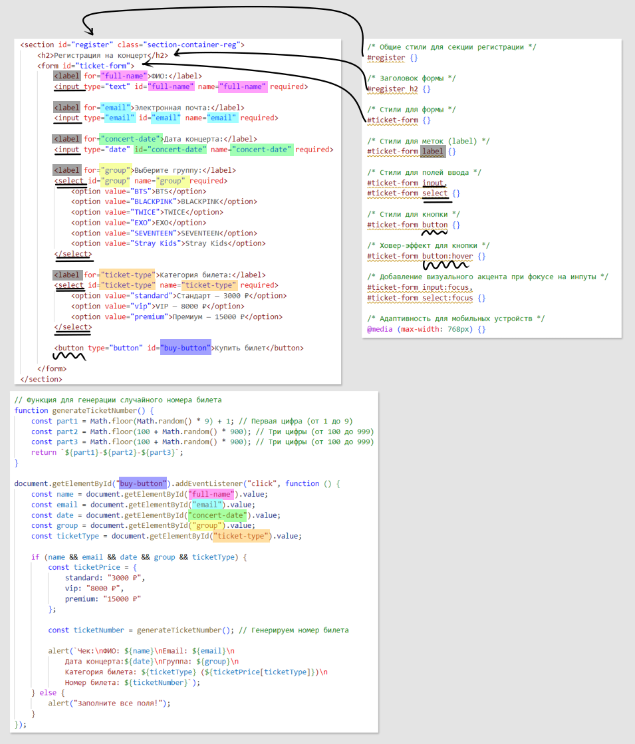 <section id="register" class="section-container-reg">
<h2>Регистрация на концерт</h2>
<form id="ticket-form">
<label for="full-name">ФИО:</label>
<input type="text" id="full-name" name="full-name" required>
<label for="email">Электронная почта:</label>
<input type="email" id="email" name="email" required>
<label for="concert-date">Дата концерта:</label>
<input type="date" id="concert-date" name="concert-date" required>
<label for="group">Выберите группу:</label>
<select id="group" name="group" required>
<option value="BTS">BTS</option>
<option value="BLACKPINK">BLACKPINK</option>
<option value="TWICE">TWICE</option>
<option value="EXO">EXO</option>
<option value="SEVENTEEN">SEVENTEEN</option>
<option value="Stray Kids">Stray Kids</option>
</select>
<label for="ticket-type">Категория билета:</label>
<select id="ticket-type" name="ticket-type" required>
<option value="standard">Стандарт — 3000 ₽</option>
<option value="vip">VIP — 8000 ₽</option>
<option value="premium">Премиум — 15000 ₽</option>
</select>
<button type="button" id="buy-button">Купить билет</button>
</form>
</section>
/* Общие стили для секции регистрации */
#register {}
/* Заголовок формы */
#register h2 {}
/* Стили для формы */
#ticket-form {}
/* Стили для меток (label) */
#ticket-form label {}
/* Стили для полей ввода */
#ticket-form input,
#ticket-form select {}
/* Стили для кнопки */
#ticket-form button {}
/* Ховер-эффект для кнопки */
#ticket-form button:hover {}
/* Добавление визуального акцента при фокусе на инпуты */
#ticket-form input:focus,
#ticket-form select:focus {}
/* Адаптивность для мобильных устройств */
@media (max-width: 768px) {}
// Функция для генерации случайного номера билета
function generateTicketNumber() {
const part1 = Math.floor(Math.random() * 9) + 1; // Первая цифра (от 1 до 9)
const part2 = Math.floor(100 + Math.random() * 900); // Три цифры (от 100 до 999)
const part3 = Math.floor(100 + Math.random() * 900); // Три цифры (от 100 до 999)
return `${part1}-${part2}-${part3}`;
}
document.getElementById("buy-button").addEventListener("click", function () {
const name = document.getElementById("full-name").value;
const email = document.getElementById("email").value;
const date = document.getElementById("concert-date").value;
const group = document.getElementById("group").value;
const ticketType = document.getElementById("ticket-type").value;
if (name && email && date && group && ticketType) {
const ticketPrice = {
standard: "3000 ₽",
vip: "8000 ₽",
premium: "15000 ₽"
};
const ticketNumber = generateTicketNumber(); // Генерируем номер билета
alert(`Чек:\nФИО: ${name}\nEmail: ${email}\n
Дата концерта:${date}\nГруппа: ${group}\n
Категория билета: ${ticketType} (${ticketPrice[ticketType]})\n
Номер билета: ${ticketNumber}`);
} else {
alert("Заполните все поля!");
}
});